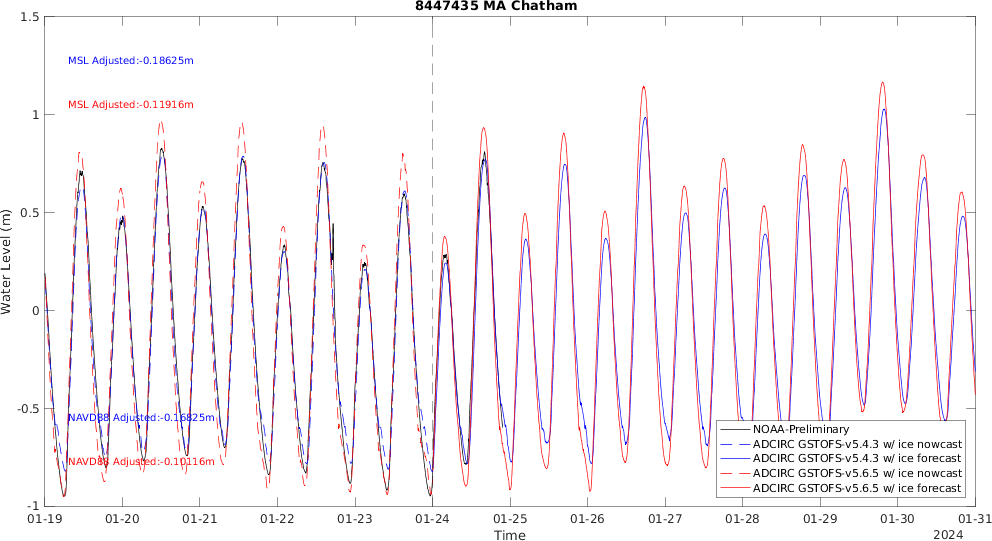 8447435 MA Chatham
1.5
1
0.5
0
-0.5
-1
Water Level (m)
MSL Adjusted:-0.18625m
MSL Adjusted:-0.11916m
NAVD88 Adjusted:-0.16825m
NAVD88 Adjusted:-0.10116m
NOAA-Preliminary
ADCIRC GSTOFS-v5.4.3 w/ ice nowcast
ADCIRC GSTOFS-v5.4.3 w/ ice forecast
ADCIRC GSTOFS-v5.6.5 w/ ice nowcast
ADCIRC GSTOFS-v5.6.5 w/ ice forecast
01-19 01-20 01-21 01-22 01-23 01-24 01-25 01-26 01-27 01-28 01-29 01-30 01-31
Time
2024